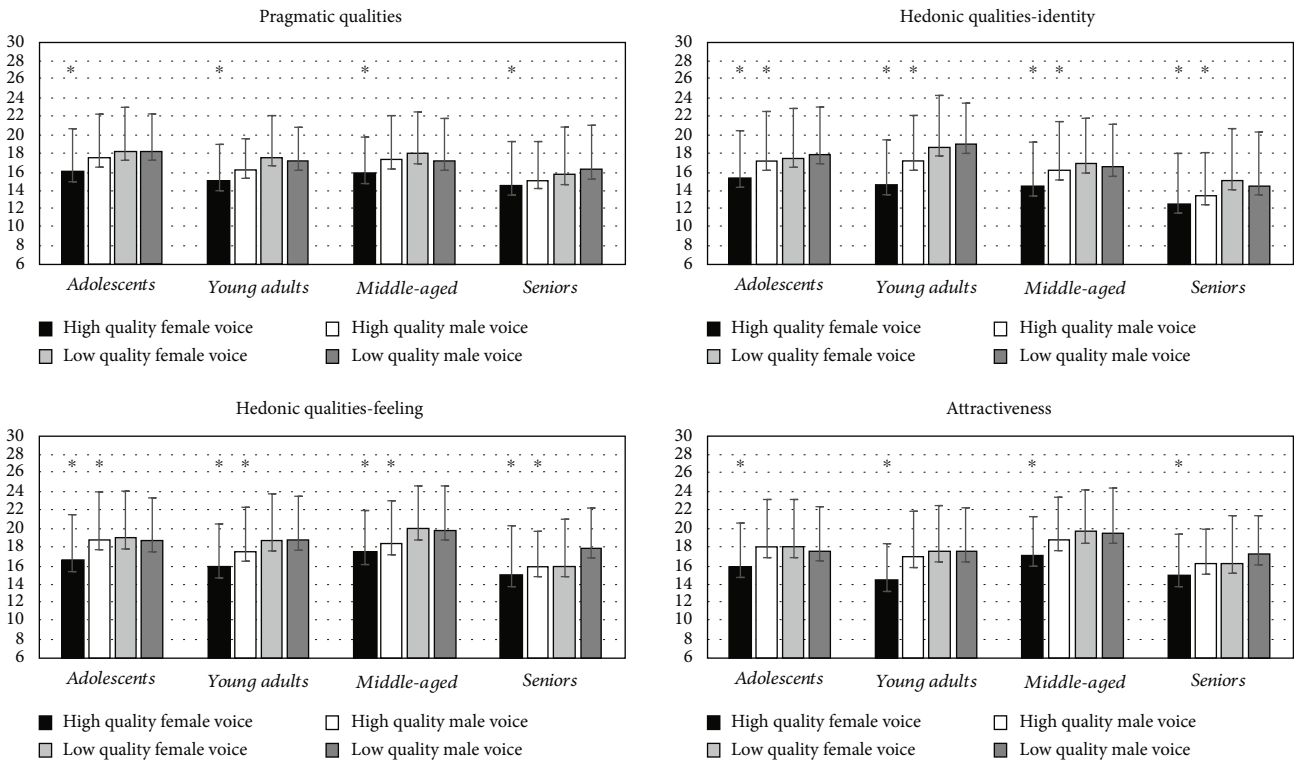 Pragmatic qualities
30
28
26
24
22
20
18
16
14
12
10
8
6
* * * *
Adolescents Young adults Middle-aged Seniors
High quality female voice High quality male voice
Low quality female voice Low quality male voice
Hedonic qualities-identity
30
28
26
24
22
20
18
16
14
12
10
8
6
* * * * * * * *
Adolescents Young adults Middle-aged Seniors
High quality female voice High quality male voice
Low quality female voice Low quality male voice
Hedonic qualities-feeling
30
28
26
24
22
20
18
16
14
12
10
8
6
* * * * * * * *
Adolescents Young adults Middle-aged Seniors
High quality female voice High quality male voice
Low quality female voice Low quality male voice
Attractiveness
30
28
26
24
22
20
18
16
14
12
10
8
6
* * * *
Adolescents Young adults Middle-aged Seniors
High quality female voice High quality male voice
Low quality female voice Low quality male voice